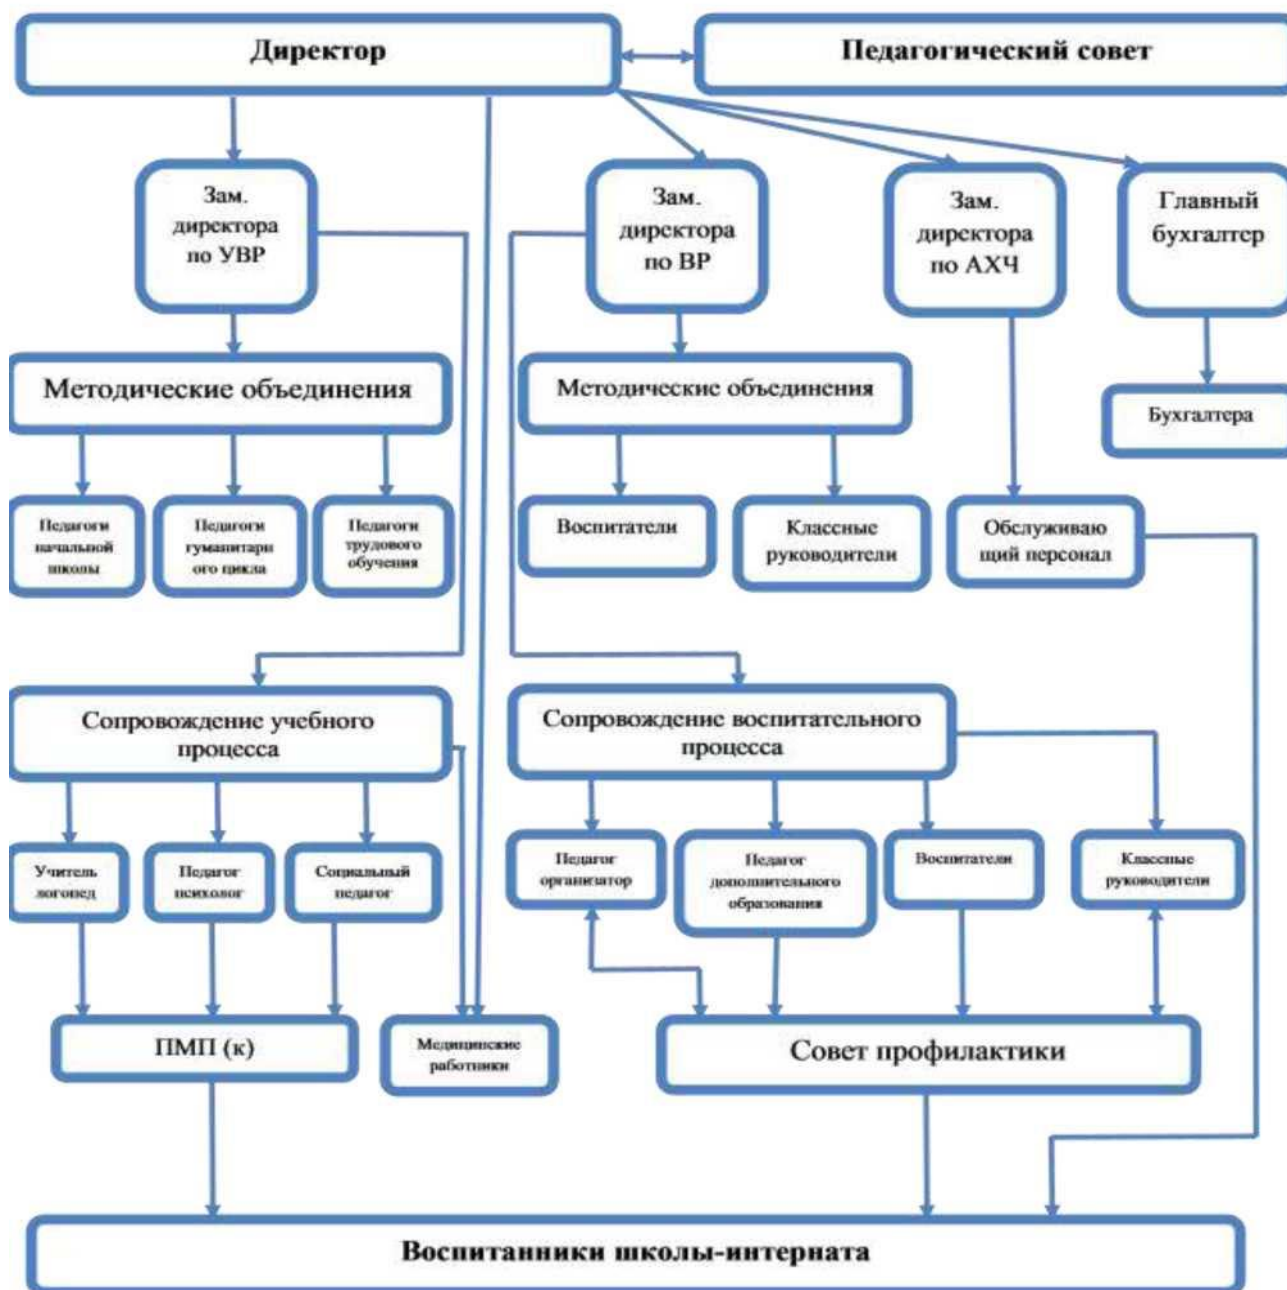 Директор
Педагогический совет
Зам.
директора
по УВР
Зам.
директора
по ВР
Зам.
директора
по АХЧ
Главный
бухгалтер
Методические объединения
Методические объединения
Бухгалтера
Педагоги
начальной
школы
Педагоги
гуманитарн
ого цикла
Педагоги
трудового
обучения
Воспитатели
Классные
руководители
Обслуживаю
щий персонал
Сопровождение учебного
процесса
Сопровождение воспитательного
процесса
Учитель
логопед
Педагог
психолог
Социальный
педагог
Педагог
организатор
Педагог
дополнительного
образования
Воспитатели
Классные
руководители
ПМП (к)
Медицинские
работники
Совет профилактики
Воспитанники школы-интерната